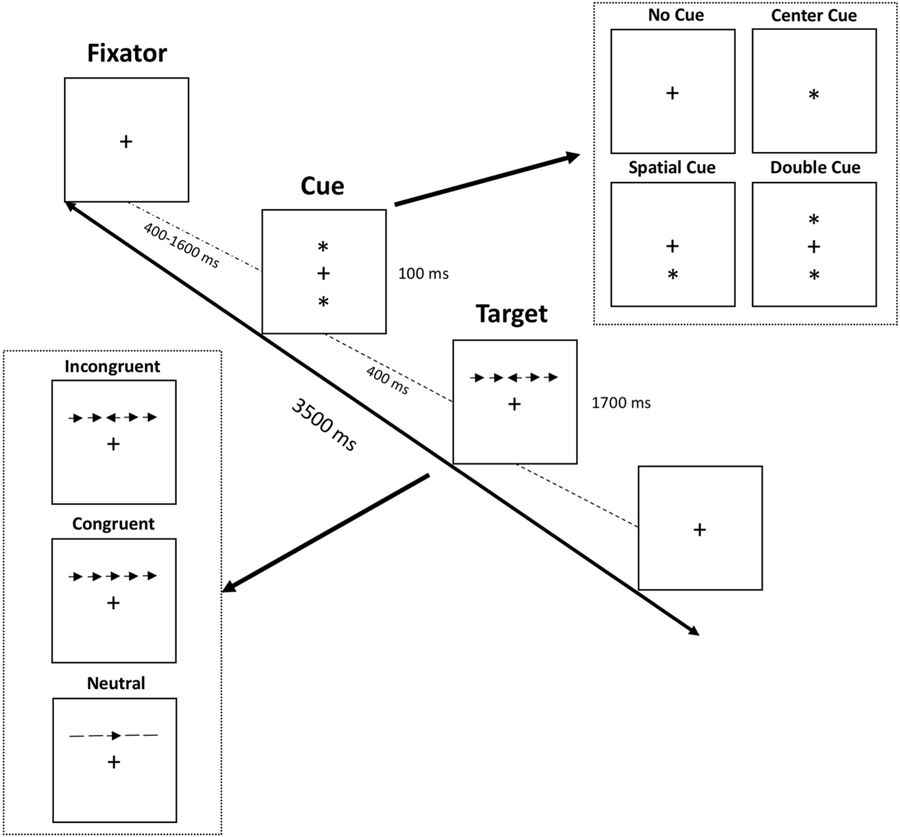 No Cue
Center Cue
Fixator
+
+
*
Spatial Cue
Double Cue
Cue
*
*
+
+
+
*
*
*
+
*
400-1600 ms
100 ms
Target
Incongruent
400 ms
+
1700 ms
3500 ms
+
Congruent
+
+
Neutral
+